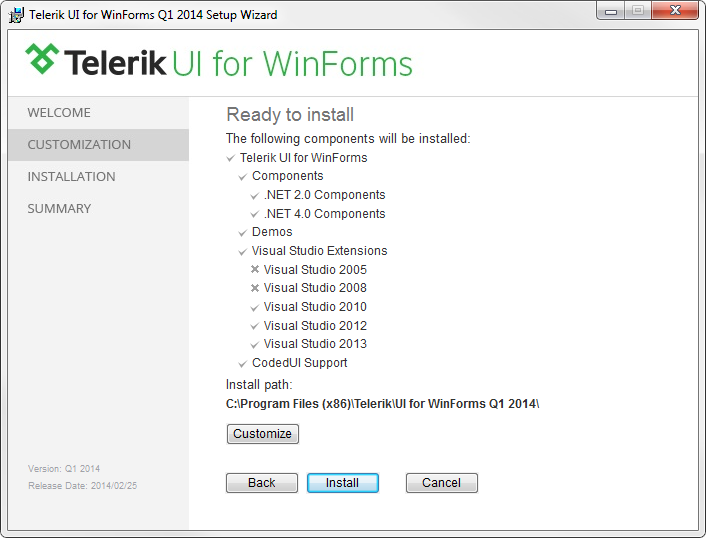 Telerik UI for WinForms Q1 2014 Setup Wizard
Telerik UI for WinForms
WELCOME
CUSTOMIZATION
INSTALLATION
SUMMARY
Ready to install
The following components will be installed:
Telerik UI for WinForms
Components
.NET 2.0 Components
.NET 4.0 Components
Demos
Visual Studio Extensions
Visual Studio 2005
Visual Studio 2008
Visual Studio 2010
Visual Studio 2012
Visual Studio 2013
CodedUI Support
Install path:
C:\Program Files (x86)\Telerik\UI for WinForms Q1 2014\
Customize
Version: Q1 2014
Release Date: 2014/02/25
Back Install Cancel